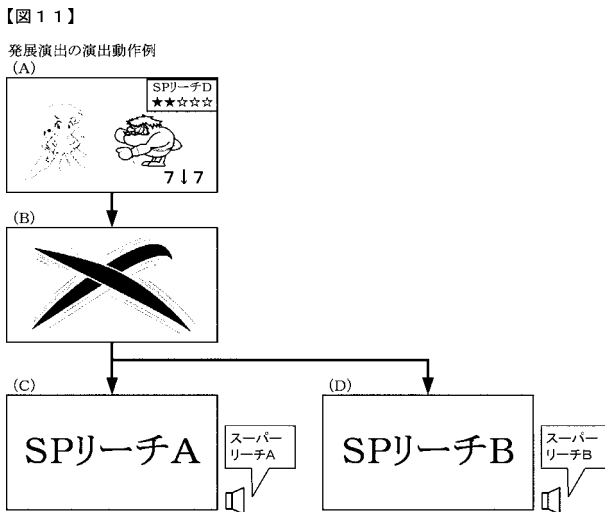 【図11】
発展演出の演出動作例
(A)
SPリーチD
★★☆☆☆
7↓7
(B)
(C)
SPリーチA
スーパー
リーチA
(D)
SPリーチB
スーパー
リーチB